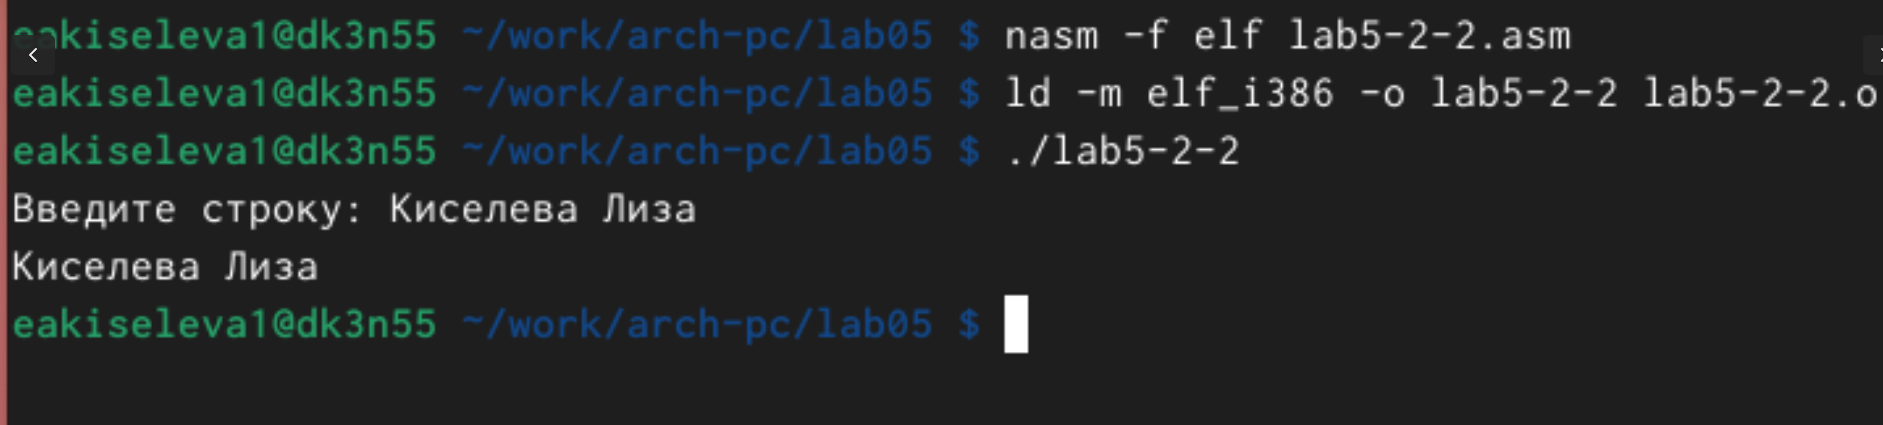 eakiseleva1@dk3n55 ~/work/arch-pc/lab05 $ nasm -f elf lab5-2-2.asm
eakiseleva1@dk3n55 ~/work/arch-pc/lab05 $ ld -m elf_i386 -o lab5-2-2 lab5-2-2.o
eakiseleva1@dk3n55 ~/work/arch-pc/lab05 $ ./lab5-2-2
Введите строку: Киселева Лиза
Киселева Лиза
eakiseleva1@dk3n55 ~/work/arch-pc/lab05 $